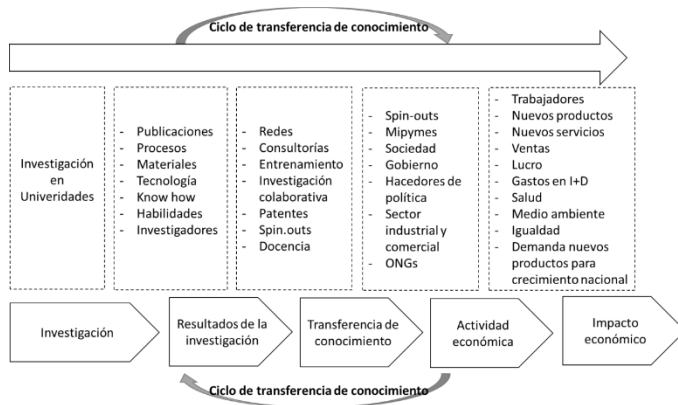 Ciclo de transferencia de conocimiento
Investigación
en
Univeridades
- Publicaciones
- Procesos
- Materiales
- Tecnología
- Know how
- Habilidades
- Investigadores
- Redes
- Consultorías
- Entrenamiento
- Investigación
colaborativa
- Patentes
- Spin.outs
- Docencia
- Spin-outs
- Mipymes
- Sociedad
- Gobierno
- Hacedores de
política
- Sector
industrial y
comercial
- ONGs
- Trabajadores
- Nuevos productos
- Nuevos servicios
- Ventas
- Lucro
- Gastos en I+D
- Salud
- Medio ambiente
- Igualdad
- Demanda nuevos
productos para
crecimiento nacional
Investigación
Resultados de la
investigación
Transferencia de
conocimiento
Actividad
económica
Impacto
económico
Ciclo de transferencia de conocimiento